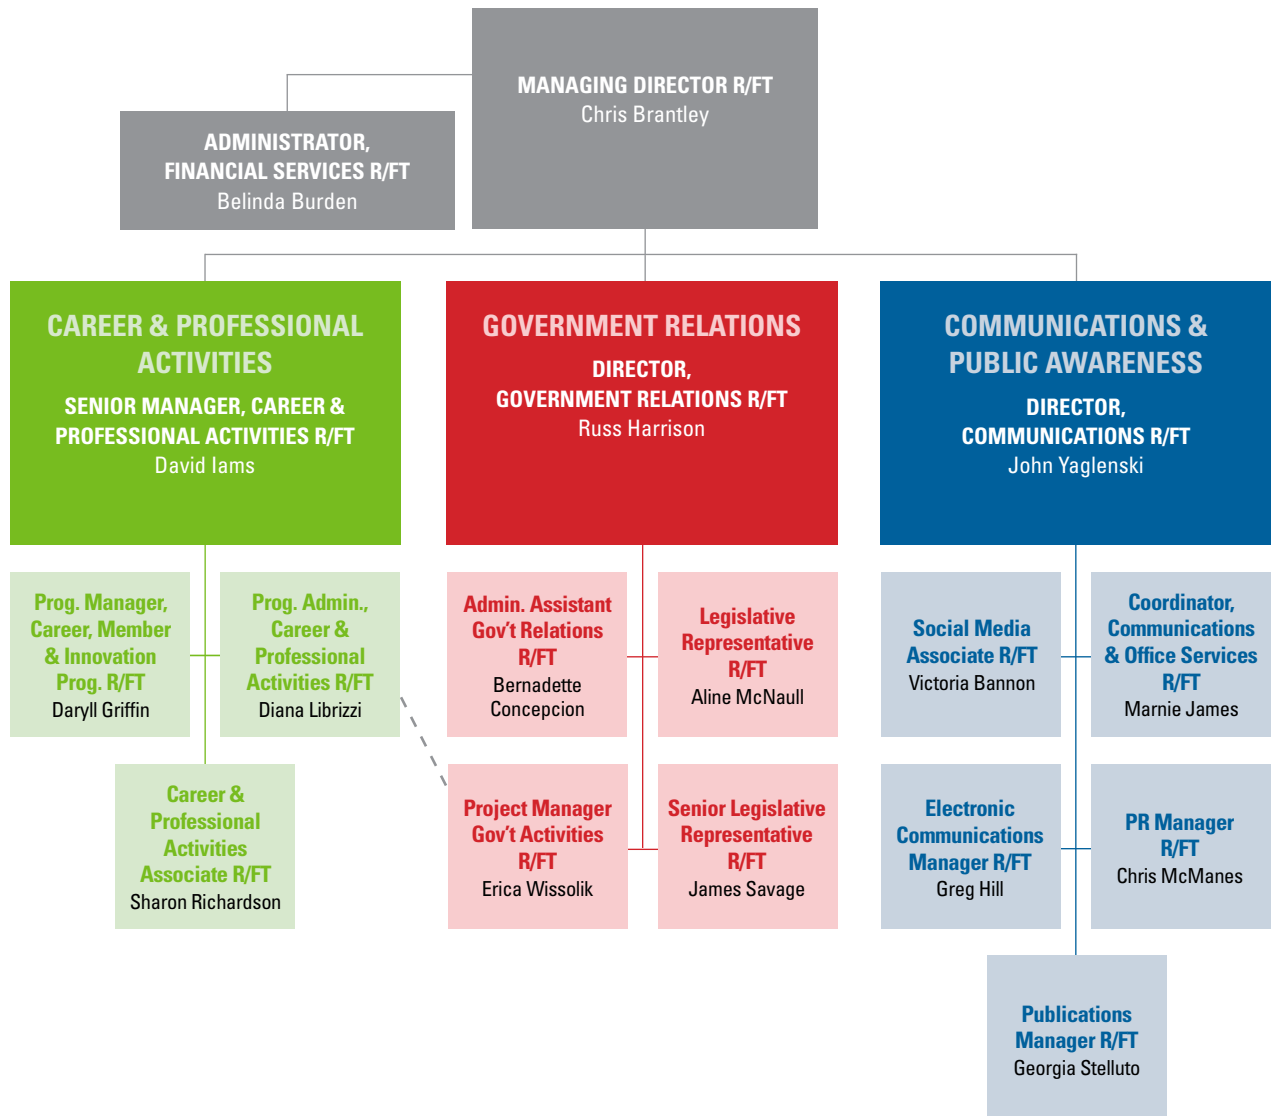 MANAGING DIRECTOR R/FT
Chris Brantley
ADMINISTRATOR,
FINANCIAL SERVICES R/FT
Belinda Burden
CAREER & PROFESSIONAL
ACTIVITIES
SENIOR MANAGER, CAREER &
PROFESSIONAL ACTIVITIES R/FT
David Iams
GOVERNMENT RELATIONS
DIRECTOR,
GOVERNMENT RELATIONS R/FT
Russ Harrison
COMMUNICATIONS &
PUBLIC AWARENESS
DIRECTOR,
COMMUNICATIONS R/FT
John Yaglenski
Prog. Manager,
Career, Member
& Innovation
Prog. R/FT
Daryll Griffin
Prog. Admin.,
Career &
Professional
Activities R/FT
Diana Librizzi
Career &
Professional
Activities
Associate R/FT
Sharon Richardson
Admin. Assistant
Gov't Relations
R/FT
Bernadette
Concepcion
Legislative
Representative
R/FT
Aline McNaull
Project Manager
Gov't Activities
R/FT
Erica Wissolik
Senior Legislative
Representative
R/FT
James Savage
Social Media
Associate R/FT
Victoria Bannon
Coordinator,
Communications
& Office Services
R/FT
Marnie James
Electronic
Communications
Manager R/FT
Greg Hill
PR Manager
R/FT
Chris McManes
Publications
Manager R/FT
Georgia Stelluto